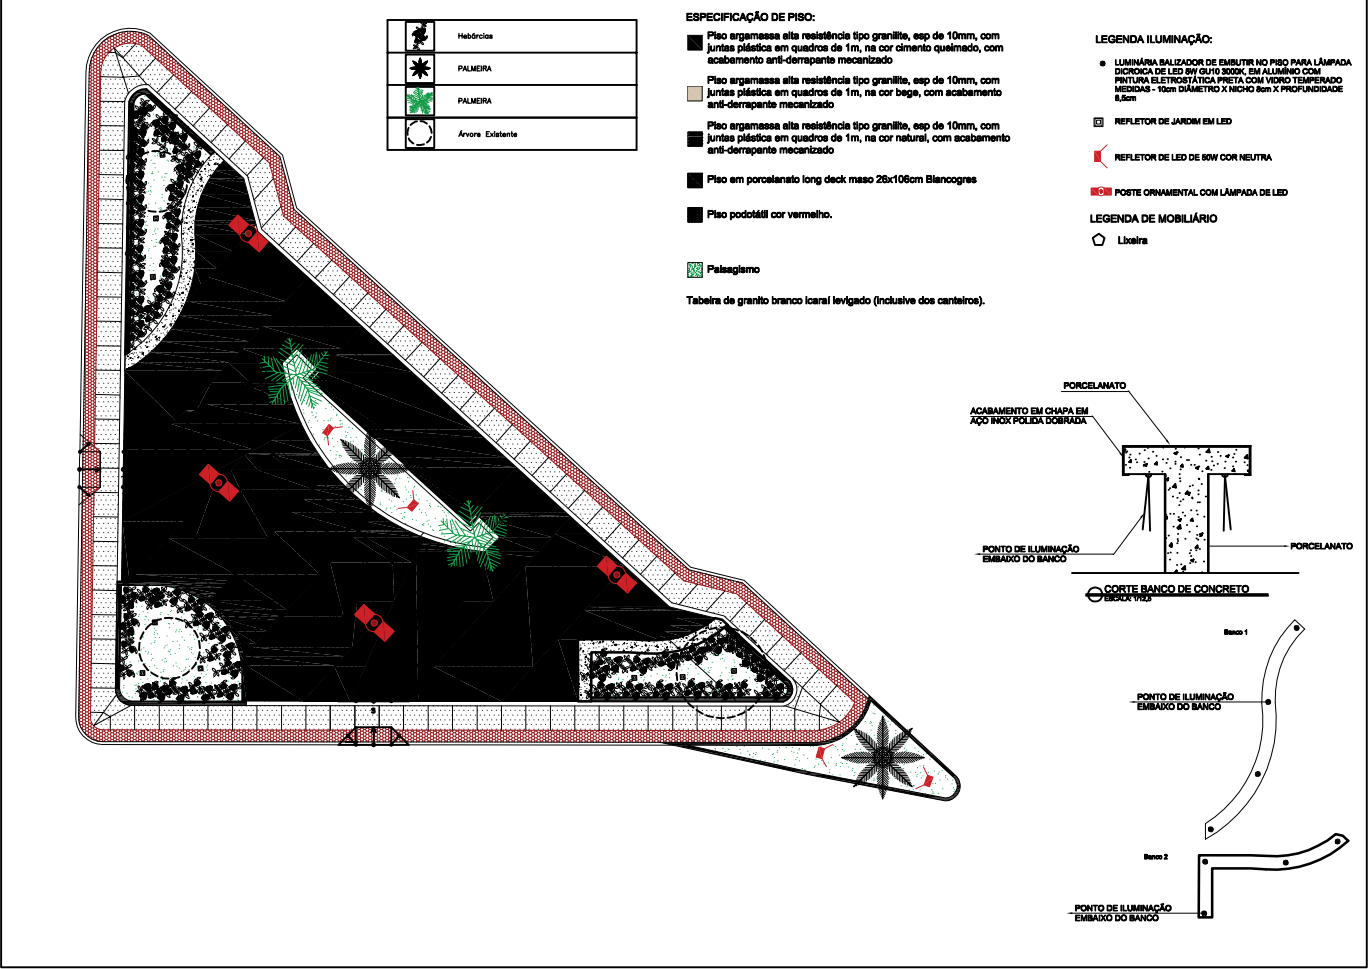 Hebórcias
PALMEIRA
PALMEIRA
Árvore Existente
ESPECIFICAÇÃO DE PISO:
Piso argamassa alta resistência tipo granilite, esp de 10mm, com
juntas plástica em quadros de 1m, na cor cimento queimado, com
acabamento anti-derrapante mecanizado
Piso argamassa alta resistência tipo granilite, esp de 10mm, com
juntas plástica em quadros de 1m, na cor bege, com acabamento
anti-derrapante mecanizado
Piso argamassa alta resistência tipo granilite, esp de 10mm, com
juntas plástica em quadros de 1m, na cor natural, com acabamento
anti-derrapante mecanizado
Piso em porcelanato long deck maso 26x106cm Biancogres
Piso podotátil cor vermelho.
Paisagismo
Tabeira de granito branco icaraí levigado (inclusive dos canteiros).
LEGENDA ILUMINAÇÃO:
LUMINÁRIA BALIZADOR DE EMBUTIR NO PISO PARA LÂMPADA
DICROICA DE LED 8W GU10 3000K, EM ALUMÍNIO COM
PINTURA ELETROSTÁTICA PRETA COM VIDRO TEMPERADO
MEDIDAS - 10cm DIÂMETRO X NICHO 8cm X PROFUNDIDADE
8,5cm
REFLETOR DE JARDIM EM LED
REFLETOR DE LED DE 50W COR NEUTRA
POSTE ORNAMENTAL COM LÂMPADA DE LED
LEGENDA DE MOBILIÁRIO
Lixeira
PORCELANATO
ACABAMENTO EM CHAPA EM
AÇO INOX POLIDA DOBRADA
PONTO DE ILUMINAÇÃO
EMBAIXO DO BANCO
PORCELANATO
CORTE BANCO DE CONCRETO
ESCALA: 1/12,5
Banco 1
PONTO DE ILUMINAÇÃO
EMBAIXO DO BANCO
Banco 2
PONTO DE ILUMINAÇÃO
EMBAIXO DO BANCO
S